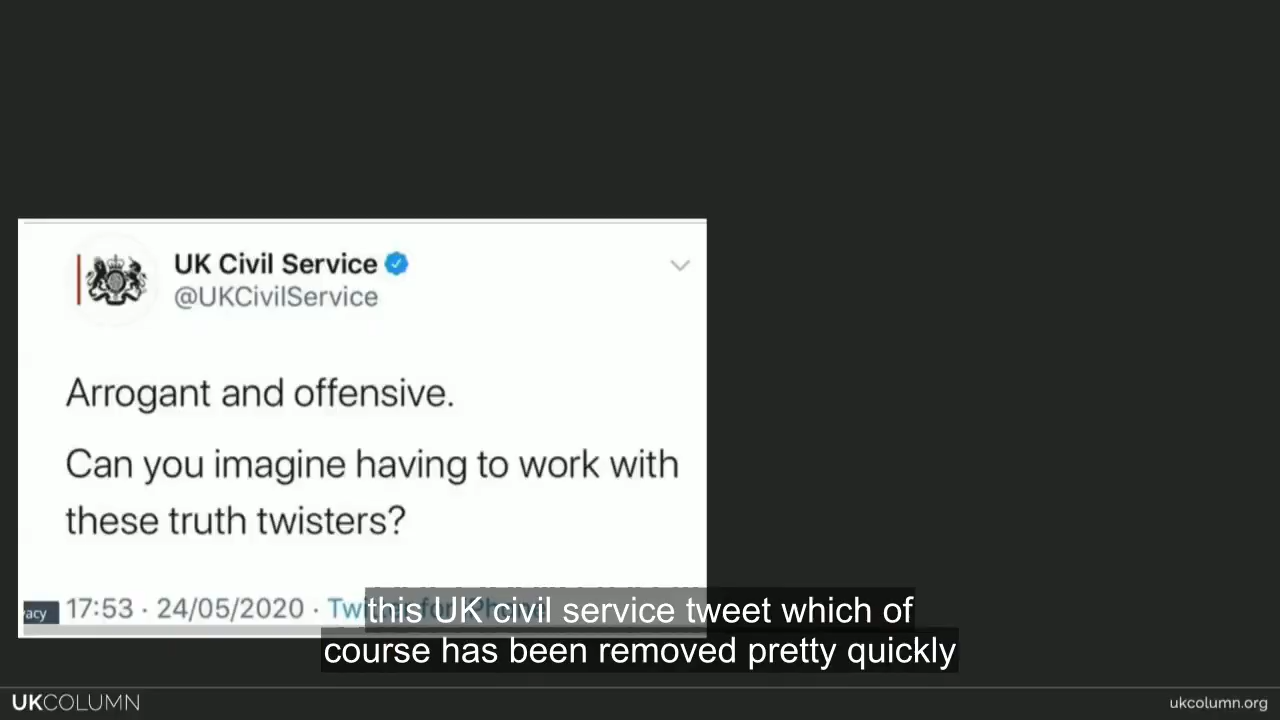 UK Civil Service
@UKCivilService
Arrogant and offensive.
Can you imagine having to work with
these truth twisters?
acy
17:53 · 24/05/2020 · Tw
this UK civil service tweet which of
course has been removed pretty quickly
UKCOLUMN
ukcolumn.org